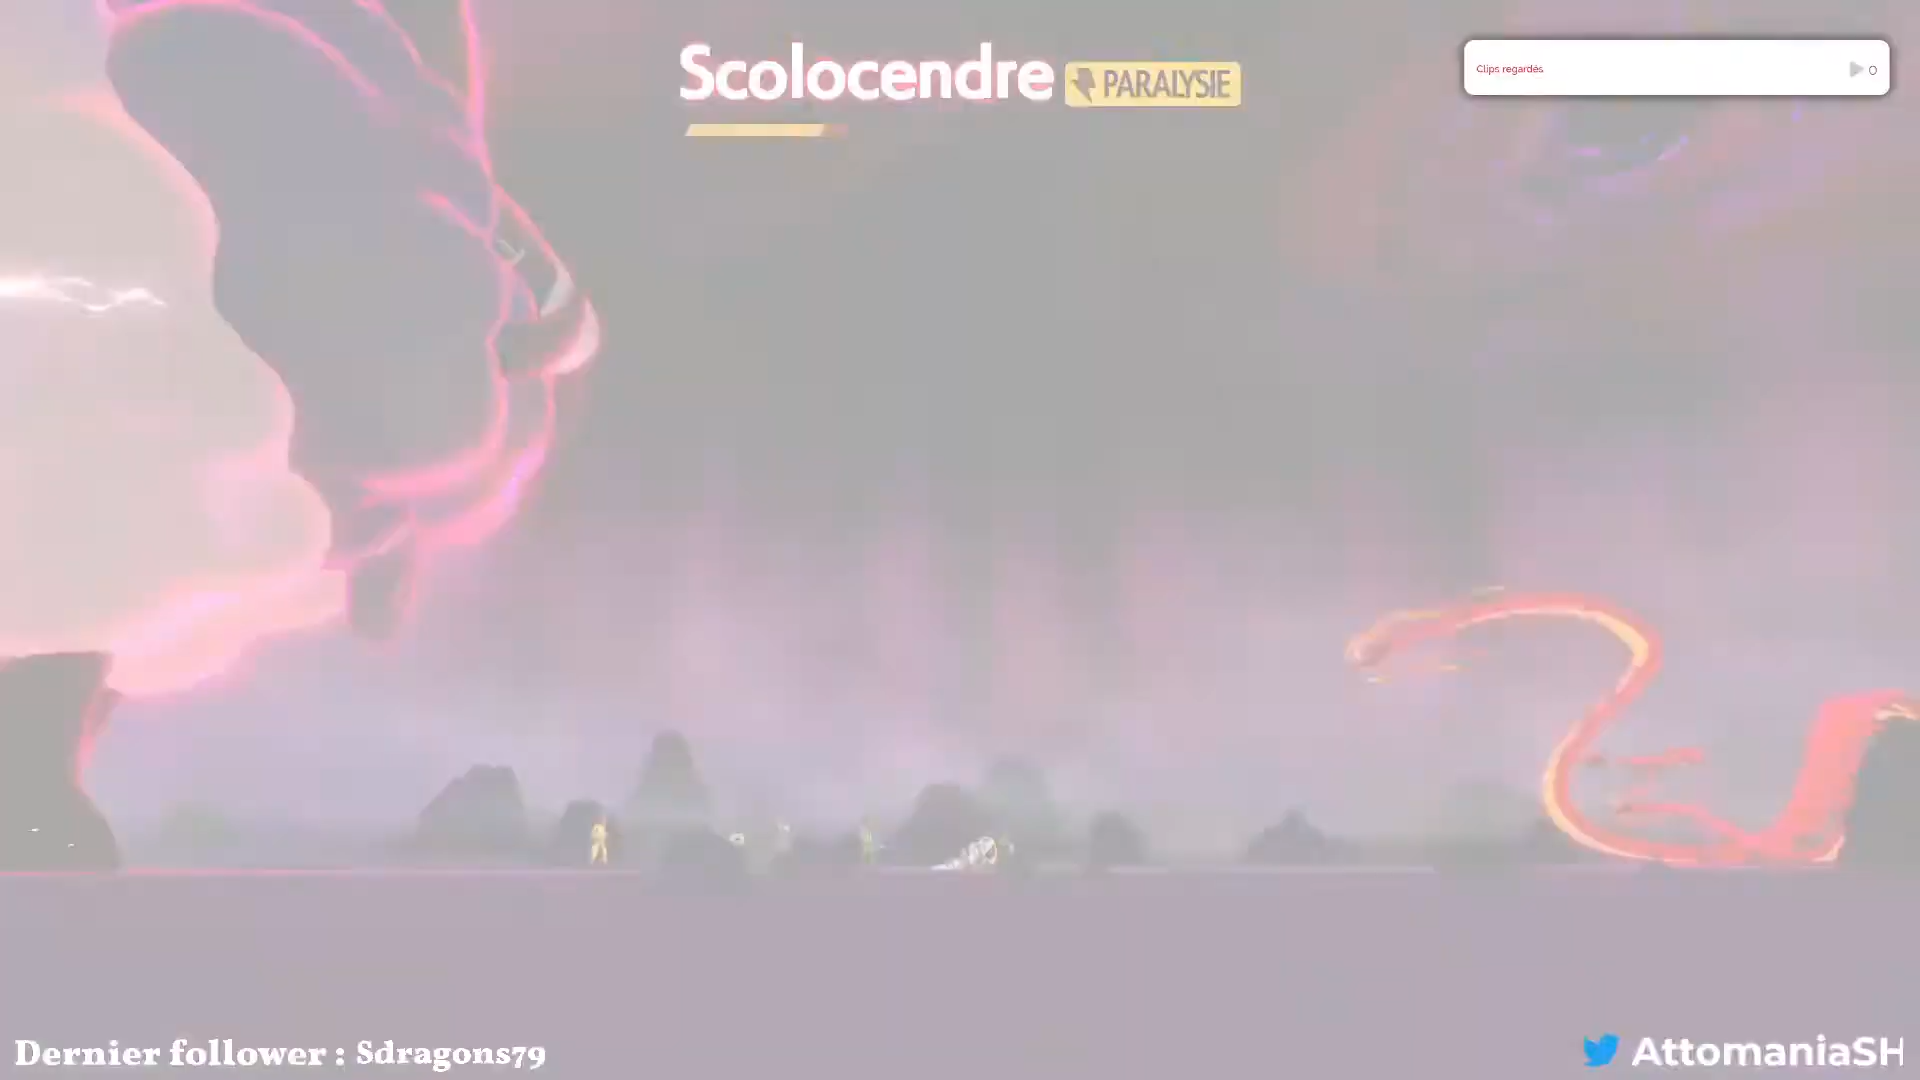 Scolocendre PARALYSIE
Clips regardés 0
Dernier follower : Sdragons79
AttomaniaSH